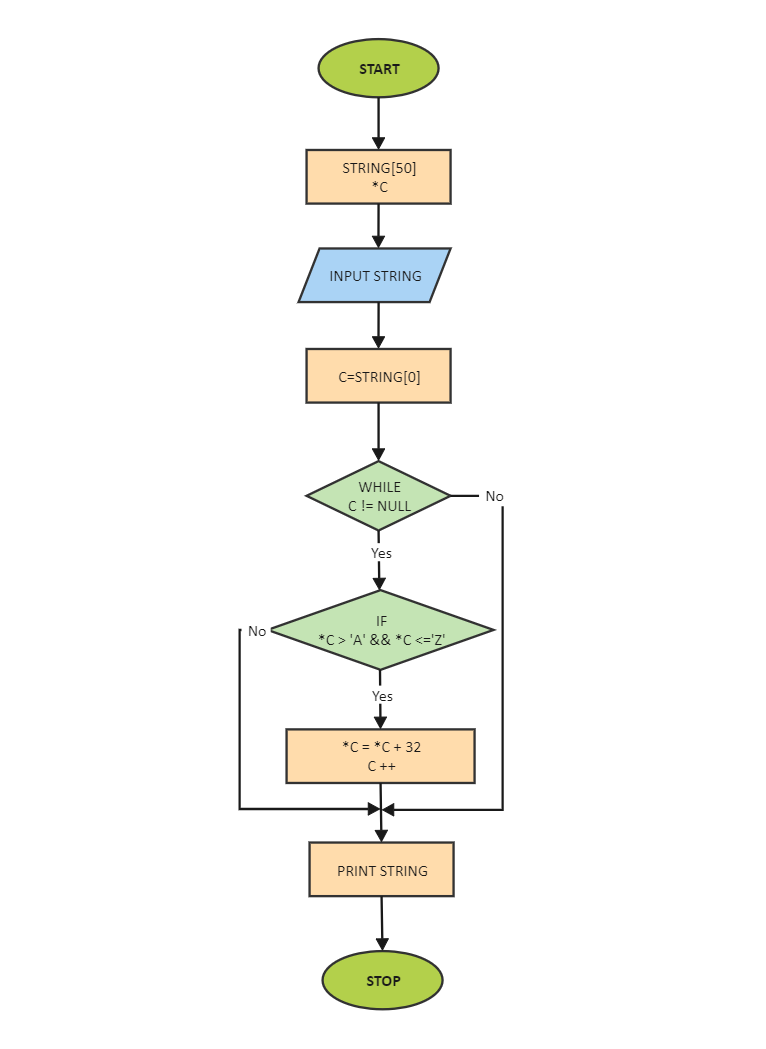 START
STRING[50]
*C
INPUT STRING
C=STRING[0]
WHILE
C != NULL
No
Yes
IF
*C > 'A' && *C <='Z'
No
Yes
*C = *C + 32
C ++
PRINT STRING
STOP